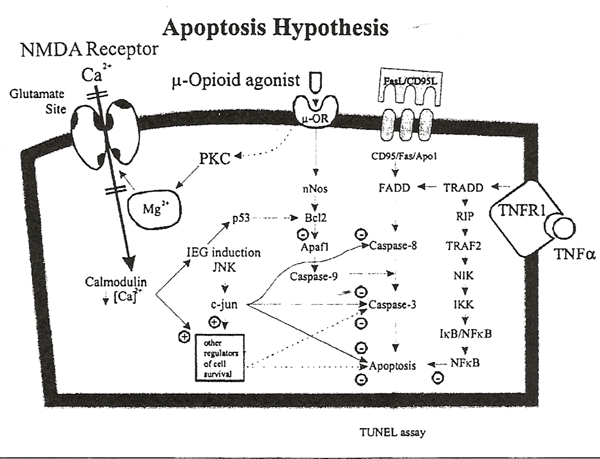 Apoptosis Hypothesis
NMDA Receptor
Ca²⁺
Glutamate
Site
μ-Opioid agonist
FasL/CD95L
μ-OR
PKC
CD95/Fas/Apo1
Mg²⁺
nNos
FADD
TRADD
TNFR1
TNFα
p53
Bcl2
RIP
Apaf1
Caspase-8
TRAF2
IEG induction
JNK
Caspase-9
NIK
Calmodulin
[Ca]²⁺
c-jun
Caspase-3
IKK
IκB/NFκB
other
regulators
of cell
survival
Apoptosis
NFκB
TUNEL assay